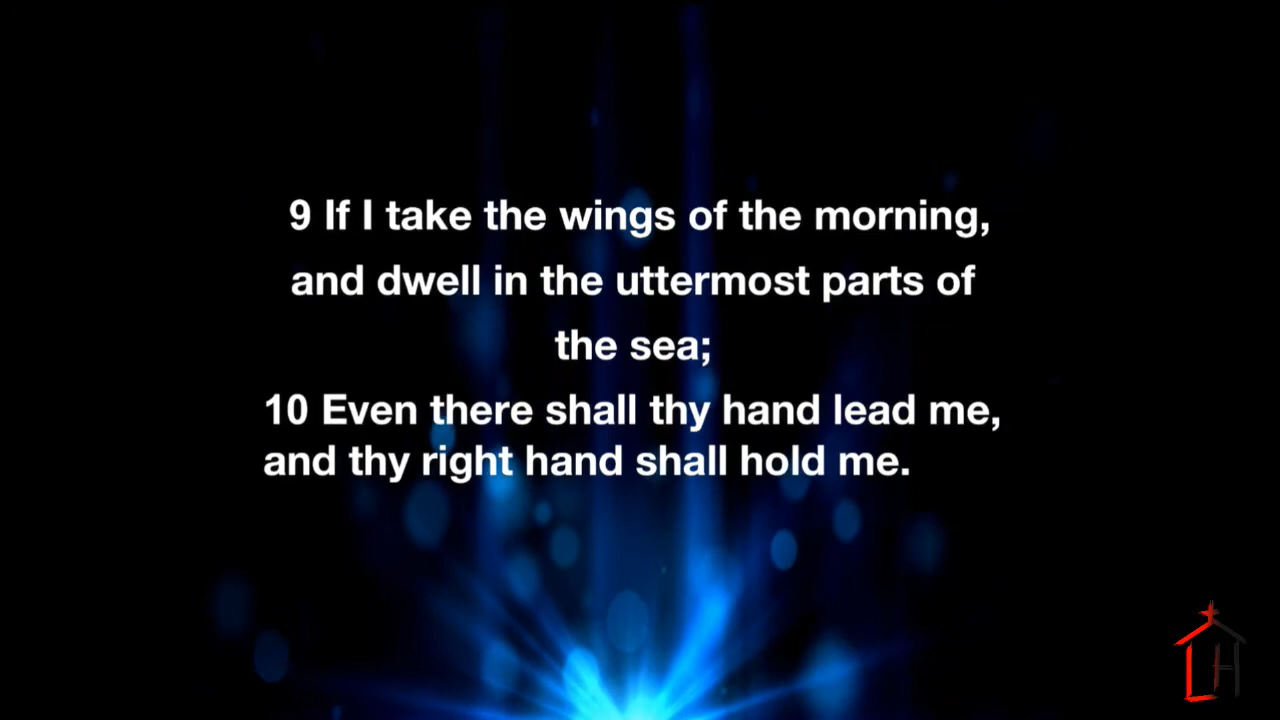 9 If I take the wings of the morning,
and dwell in the uttermost parts of
the sea;
10 Even there shall thy hand lead me,
and thy right hand shall hold me.
LH